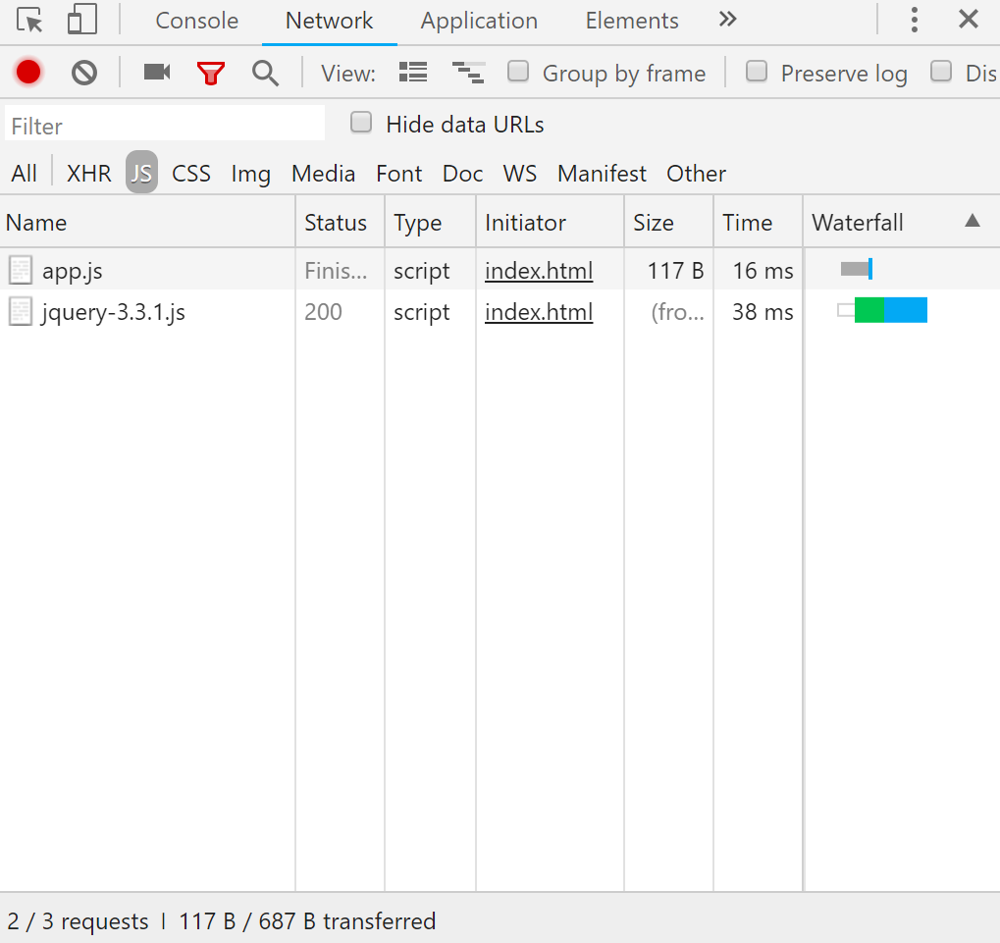 Console Network Application Elements
View: Group by frame Preserve log Dis
Filter Hide data URLs
All XHR JS CSS Img Media Font Doc WS Manifest Other
Name Status Type Initiator Size Time Waterfall
app.js Finis... script index.html 117 B 16 ms
jquery-3.3.1.js 200 script index.html (fro... 38 ms
2 / 3 requests | 117 B / 687 B transferred